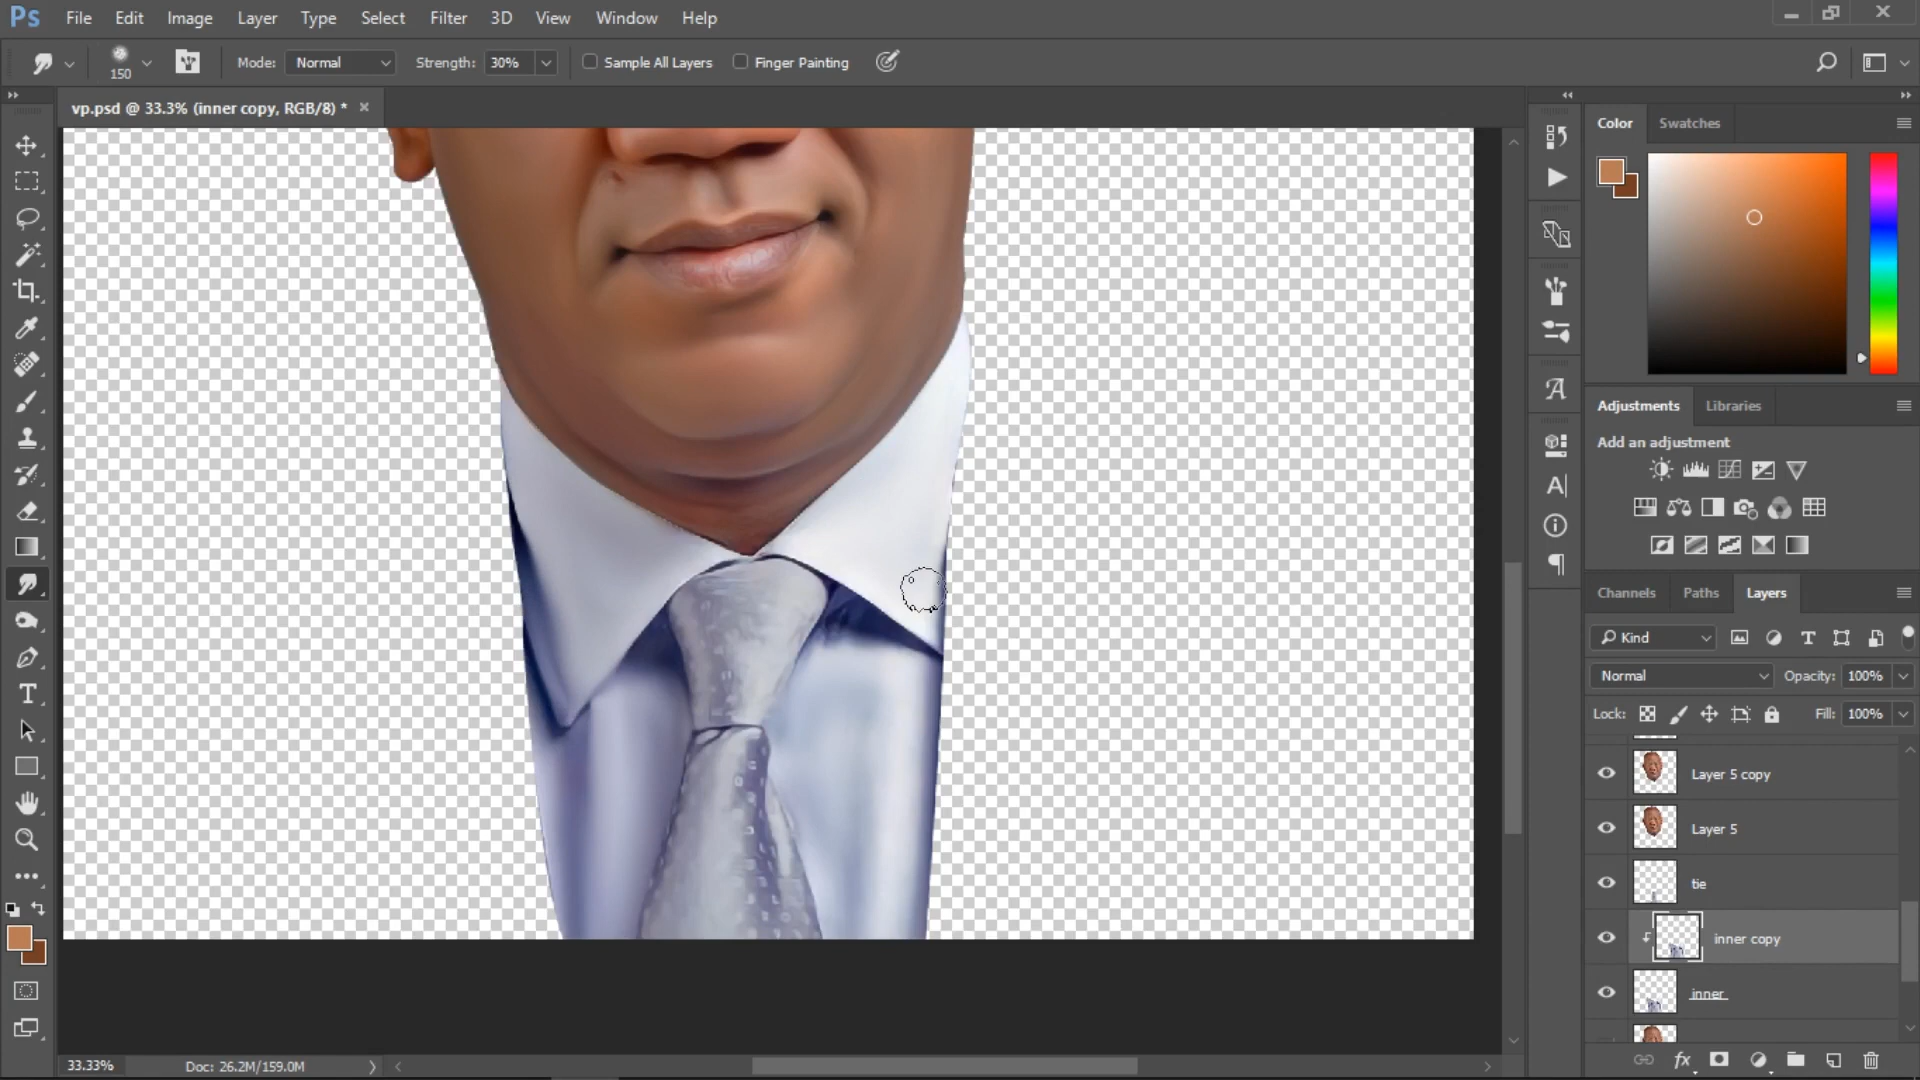 Ps File Edit Image Layer Type Select Filter 3D View Window Help
150 Mode: Normal Strength: 30% Sample All Layers Finger Painting
vp.psd @ 33.3% (inner copy, RGB/8) *
Color Swatches
Adjustments Libraries
Add an adjustment
Channels Paths Layers
Kind
Normal Opacity: 100%
Lock: Fill: 100%
Layer 5 copy
Layer 5
tie
inner copy
inner
33.33% Doc: 26.2M/159.0M